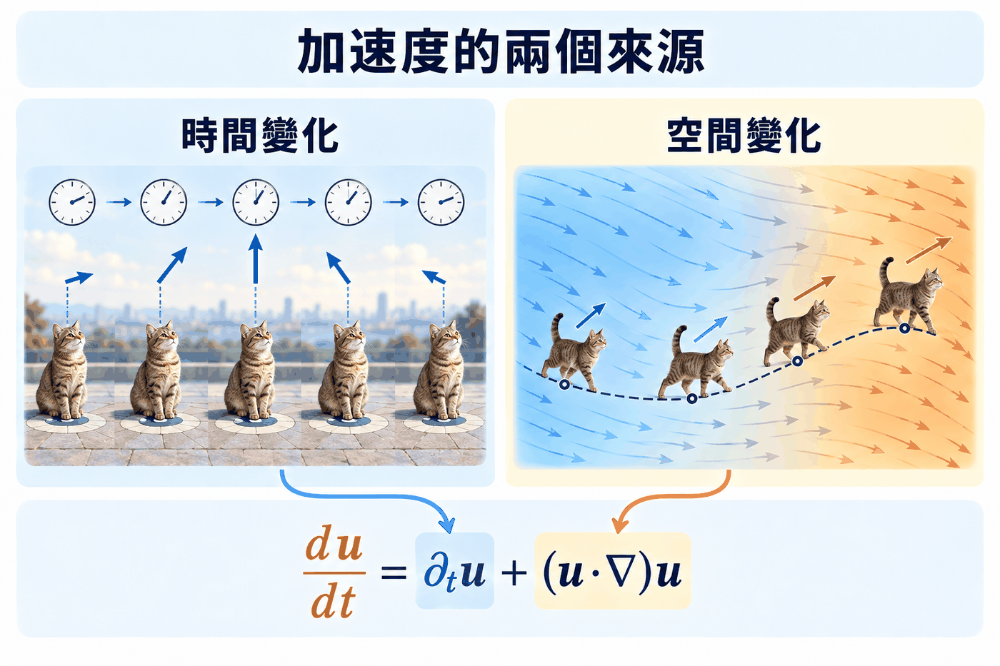 加速度的兩個來源
時間變化
空間變化
du/dt = ∂ₜu + (u·∇)u